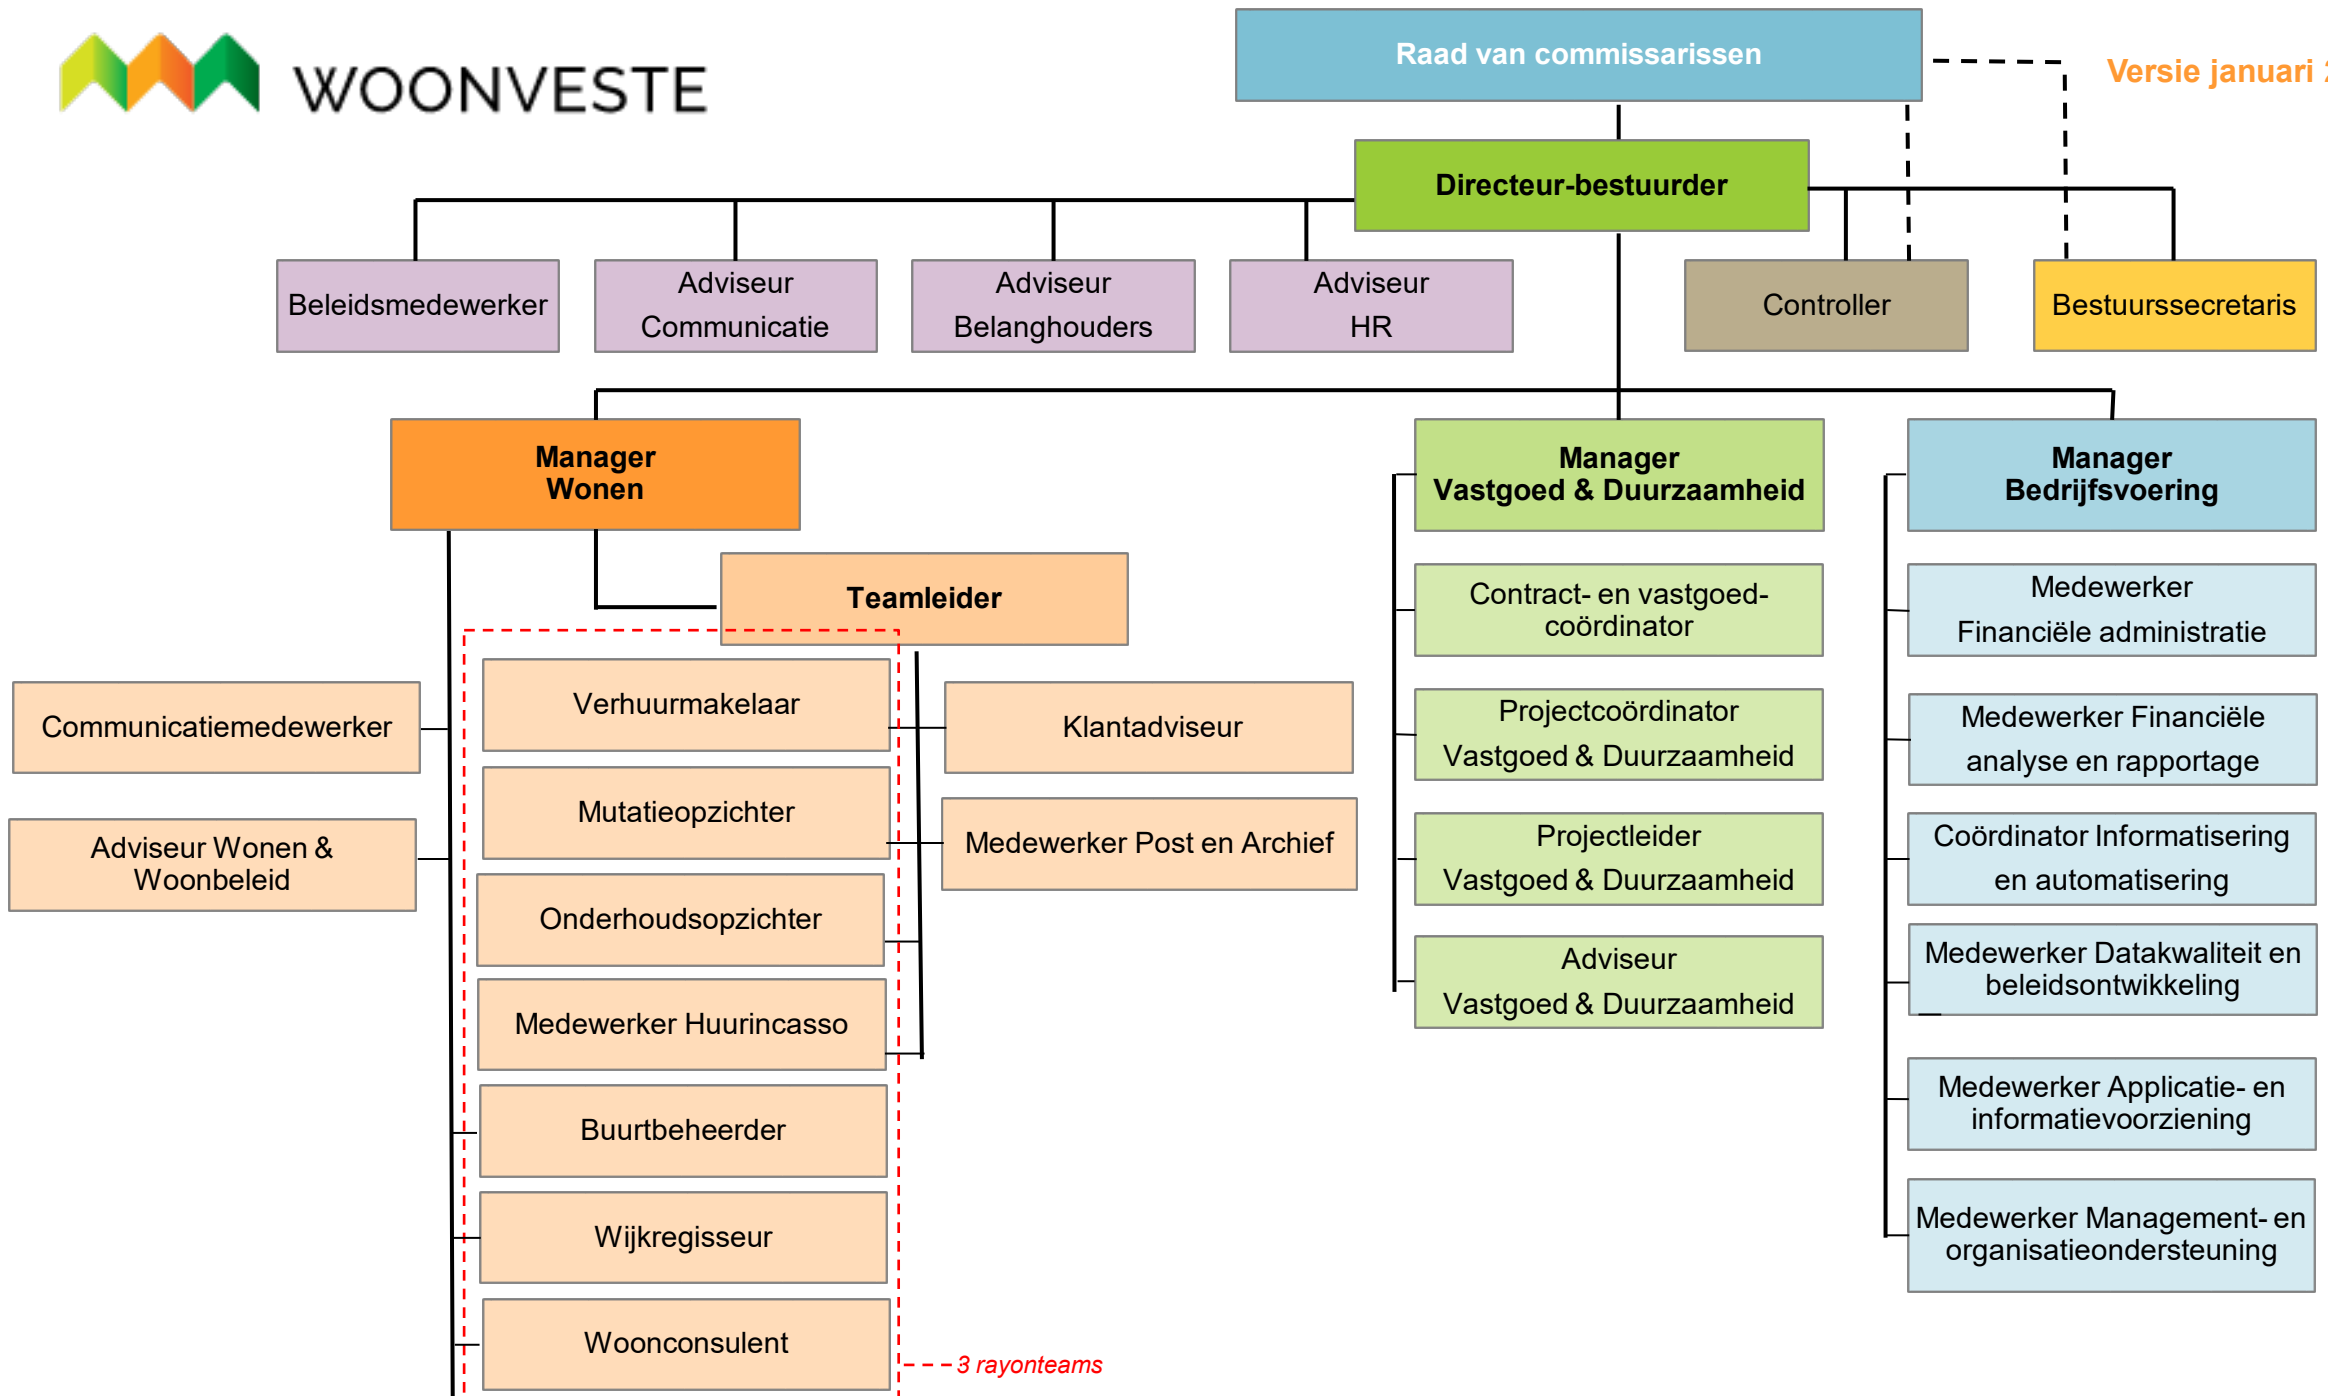 WOONVESTE
Raad van commissarissen
Versie januari
Directeur-bestuurder
Beleidsmedewerker
Adviseur
Communicatie
Adviseur
Belanghouders
Adviseur
HR
Controller
Bestuurssecretaris
Manager
Wonen
Manager
Vastgoed & Duurzaamheid
Manager
Bedrijfsvoering
Teamleider
Communicatiemedewerker
Adviseur Wonen &
Woonbeleid
Verhuurmakelaar
Mutatieopzichter
Onderhoudsopzichter
Medewerker Huurincasso
Buurtbeheerder
Wijkregisseur
Woonconsulent
3 rayonteams
Klantadviseur
Medewerker Post en Archief
Contract- en vastgoed-
coördinator
Projectcoördinator
Vastgoed & Duurzaamheid
Projectleider
Vastgoed & Duurzaamheid
Adviseur
Vastgoed & Duurzaamheid
Medewerker
Financiële administratie
Medewerker Financiële
analyse en rapportage
Coördinator Informatisering
en automatisering
Medewerker Datakwaliteit en
beleidsontwikkeling
Medewerker Applicatie- en
informatievoorziening
Medewerker Management- en
organisatieondersteuning